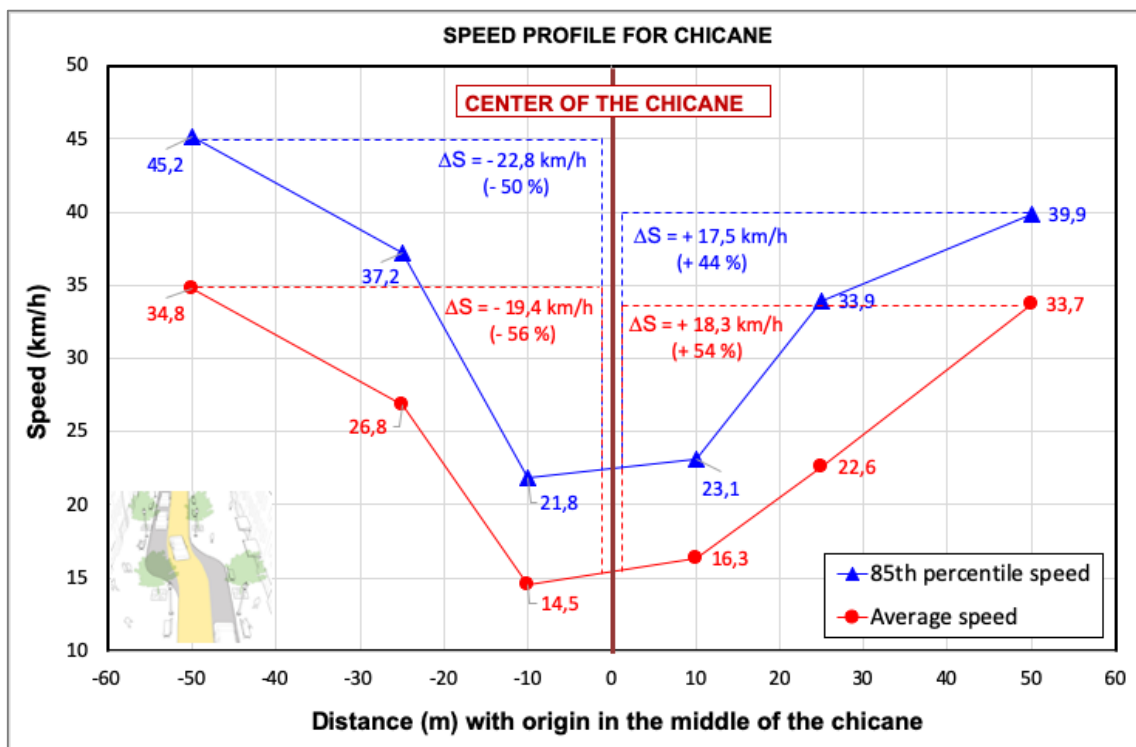 SPEED PROFILE FOR CHICANE
50
45
40
35
30
25
20
15
10
Speed (km/h)
CENTER OF THE CHICANE
45,2
ΔS = - 22,8 km/h
(- 50 %)
37,2
34,8
ΔS = - 19,4 km/h
(- 56 %)
26,8
21,8
14,5
ΔS = + 17,5 km/h
(+ 44 %)
39,9
33,9
ΔS = + 18,3 km/h
(+ 54 %)
33,7
23,1
22,6
16,3
85th percentile speed
Average speed
-60 -50 -40 -30 -20 -10 0 10 20 30 40 50 60
Distance (m) with origin in the middle of the chicane